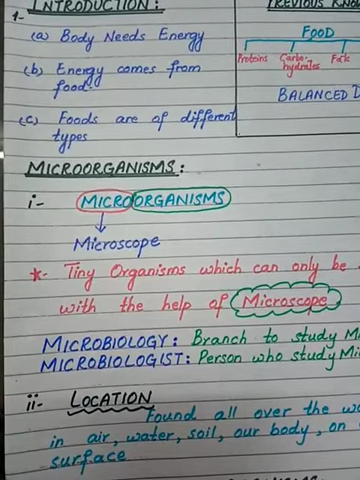 1- INTRODUCTION :
(a) Body Needs Energy
(b) Energy comes from
food.
(c) Foods are of different
types
PREVIOUS
FOOD
Proteins Carbo- Fats
hydrates
BALANCED
MICROORGANISMS :
i- MICROORGANISMS
Microscope
*- Tiny Organisms which can only be
with the help of Microscope
MICROBIOLOGY : Branch to study
MICROBIOLOGIST: Person who study
ii- LOCATION
Found all over the
in air, water, soil, our body, on
surface